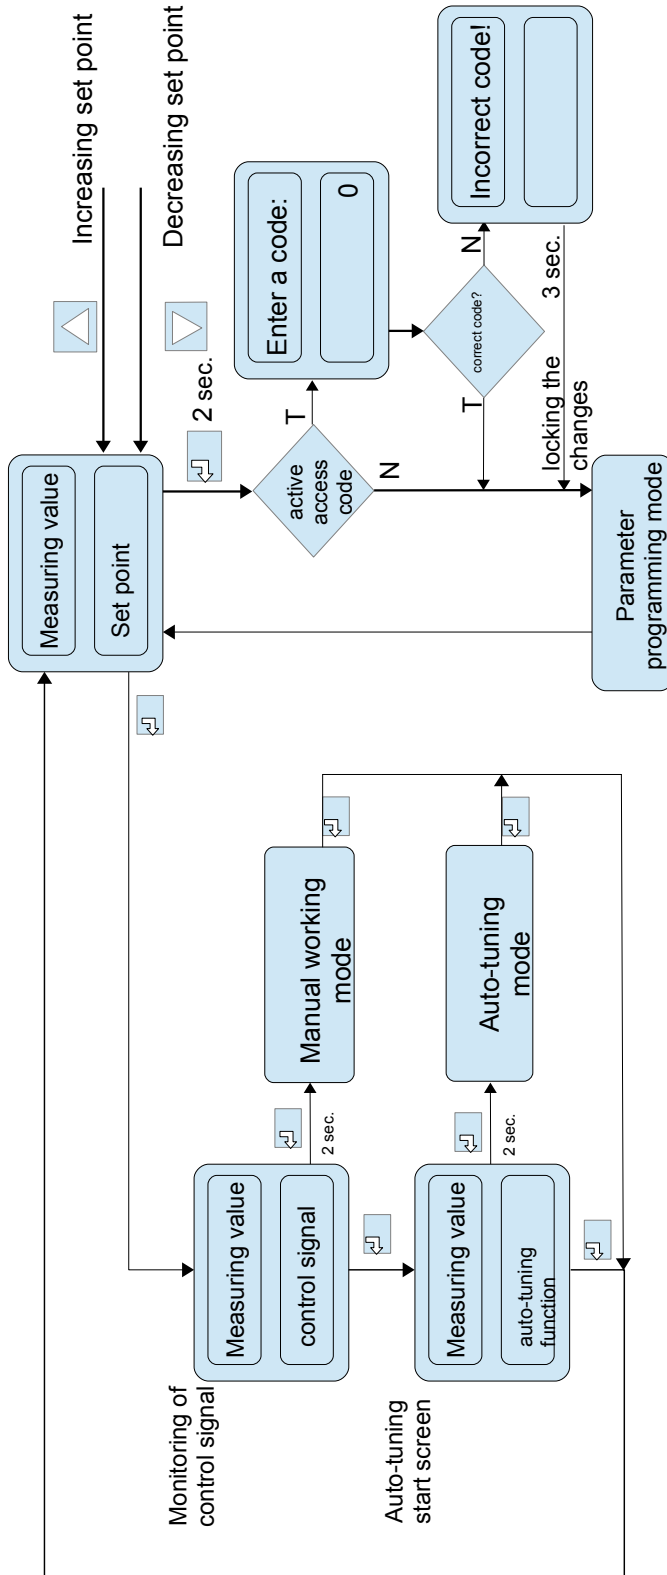 Increasing set point
Decreasing set point
Measuring value
Set point
2 sec.
active
access
code
T
N
Enter a code:
0
correct code?
T
N
Incorrect code!
3 sec.
locking the
changes
Parameter
programming mode
Monitoring of
control signal
Measuring value
control signal
2 sec.
Manual working
mode
Auto-tuning
start screen
Measuring value
auto-tuning
function
2 sec.
Auto-tuning
mode